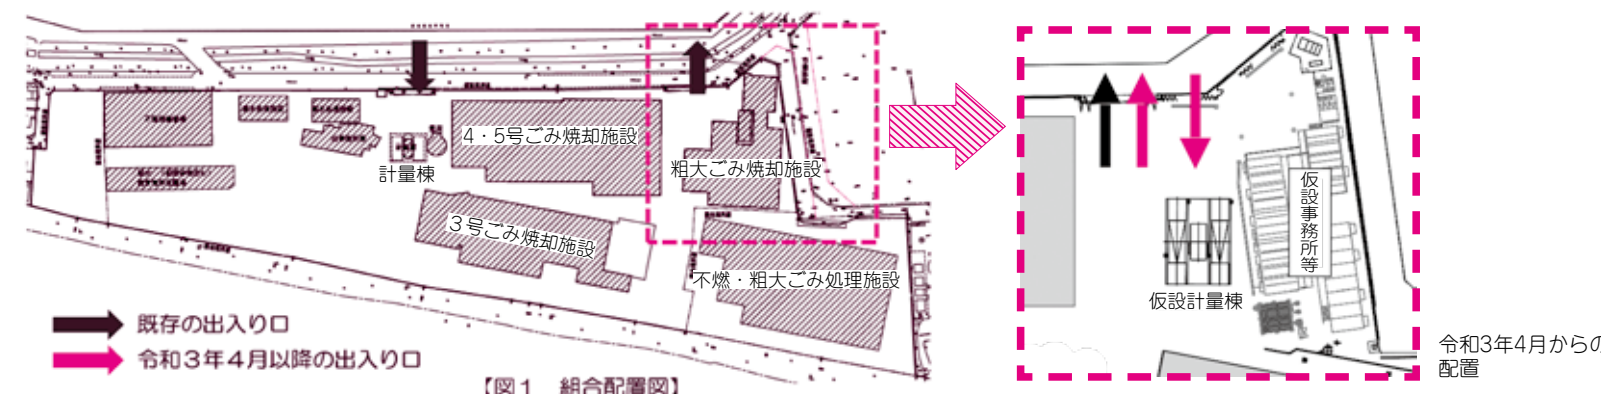 4・5号ごみ焼却施設
粗大ごみ焼却施設
計量棟
3号ごみ焼却施設
不燃・粗大ごみ処理施設
既存の出入り口
令和3年4月以降の出入り口
【図1 組合配置図】
仮設事務所等
仮設計量棟
令和3年4月からの
配置